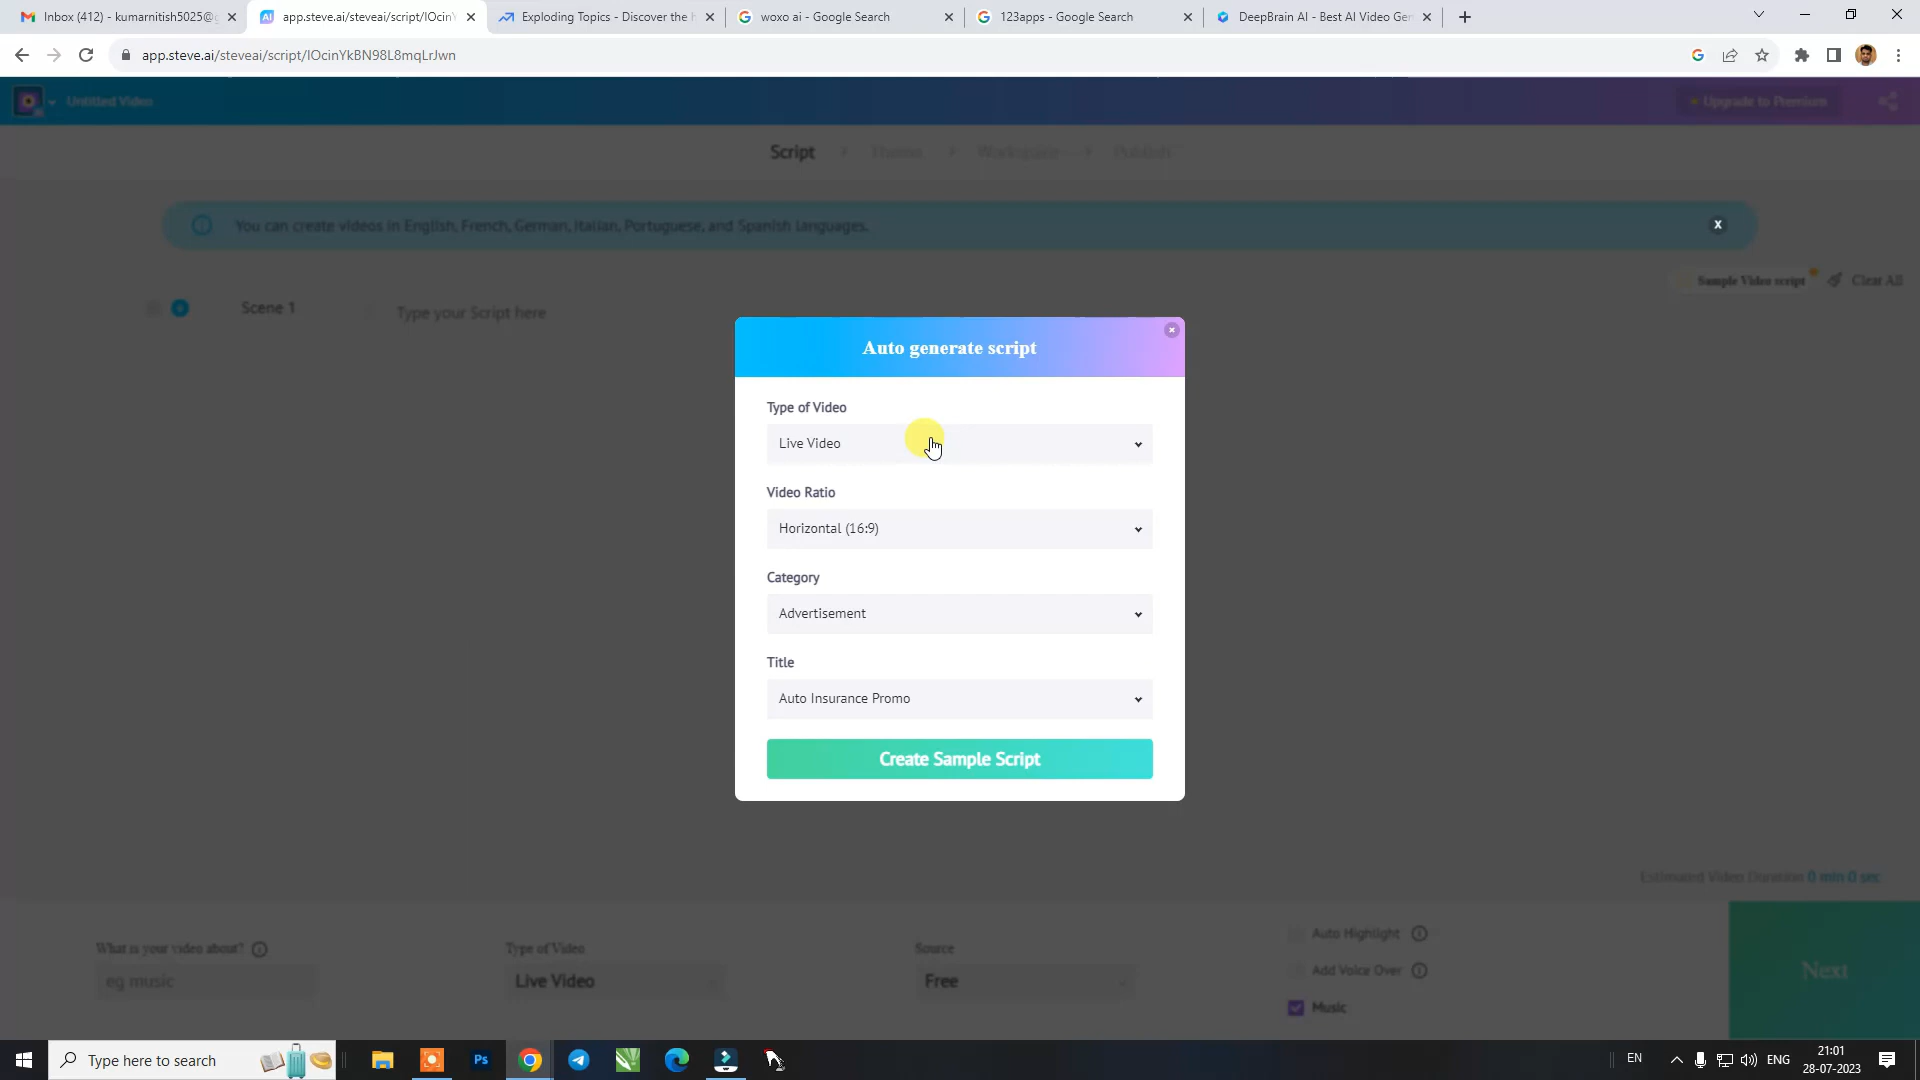 Inbox (412) - kumarnitish5025@g
app.steve.ai/steveai/script/lOcinY
Exploding Topics - Discover the h
woxo ai - Google Search
123apps - Google Search
DeepBrain AI - Best AI Video Ger
app.steve.ai/steveai/script/lOcinYkBN98L8mqLrJwn
Untitled Video
Upgrade to Premium
Script
Theme
Workspace
Publish
You can create videos in English, French, German, Italian, Portuguese, and Spanish languages.
X
Sample Video script
Clear All
Scene 1
Type your Script here
Auto generate script
Type of Video
Live Video
Video Ratio
Horizontal (16:9)
Category
Advertisement
Title
Auto Insurance Promo
Create Sample Script
Estimated Video Duration 0 min 0 sec
What is your video about?
eg music
Type of Video
Live Video
Source
Free
Auto Highlight
Add Voice Over
Music
Next
Type here to search
Ps
EN
ENG
21:01
28-07-2023